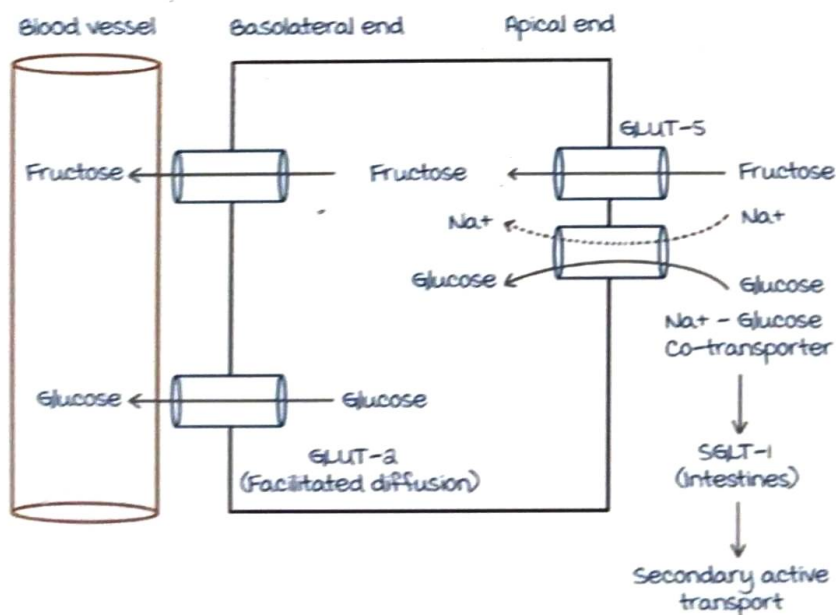 Blood vessel
Basolateral end
Apical end
GLUT-5
Fructose
Fructose
Fructose
Na+
Na+
Glucose
Glucose
Na+ - Glucose
Co-transporter
Glucose
Glucose
GLUT-2
(Facilitated diffusion)
SGLT-1
(Intestines)
Secondary active
transport